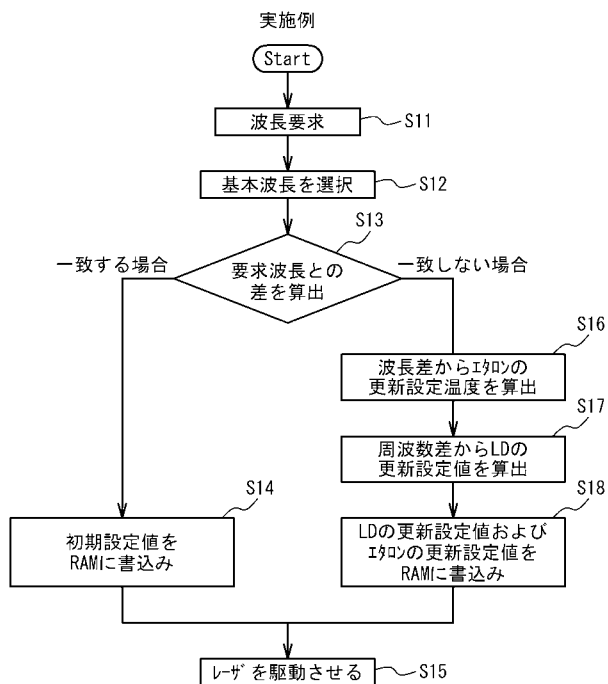 実施例
Start
波長要求
S11
基本波長を選択
S12
S13
要求波長との
差を算出
一致する場合
一致しない場合
S16
波長差からｴﾀﾛﾝの
更新設定温度を算出
S17
周波数差からLDの
更新設定値を算出
S14
初期設定値を
RAMに書込み
S18
LDの更新設定値および
ｴﾀﾛﾝの更新設定値を
RAMに書込み
ﾚｰｻﾞを駆動させる
S15